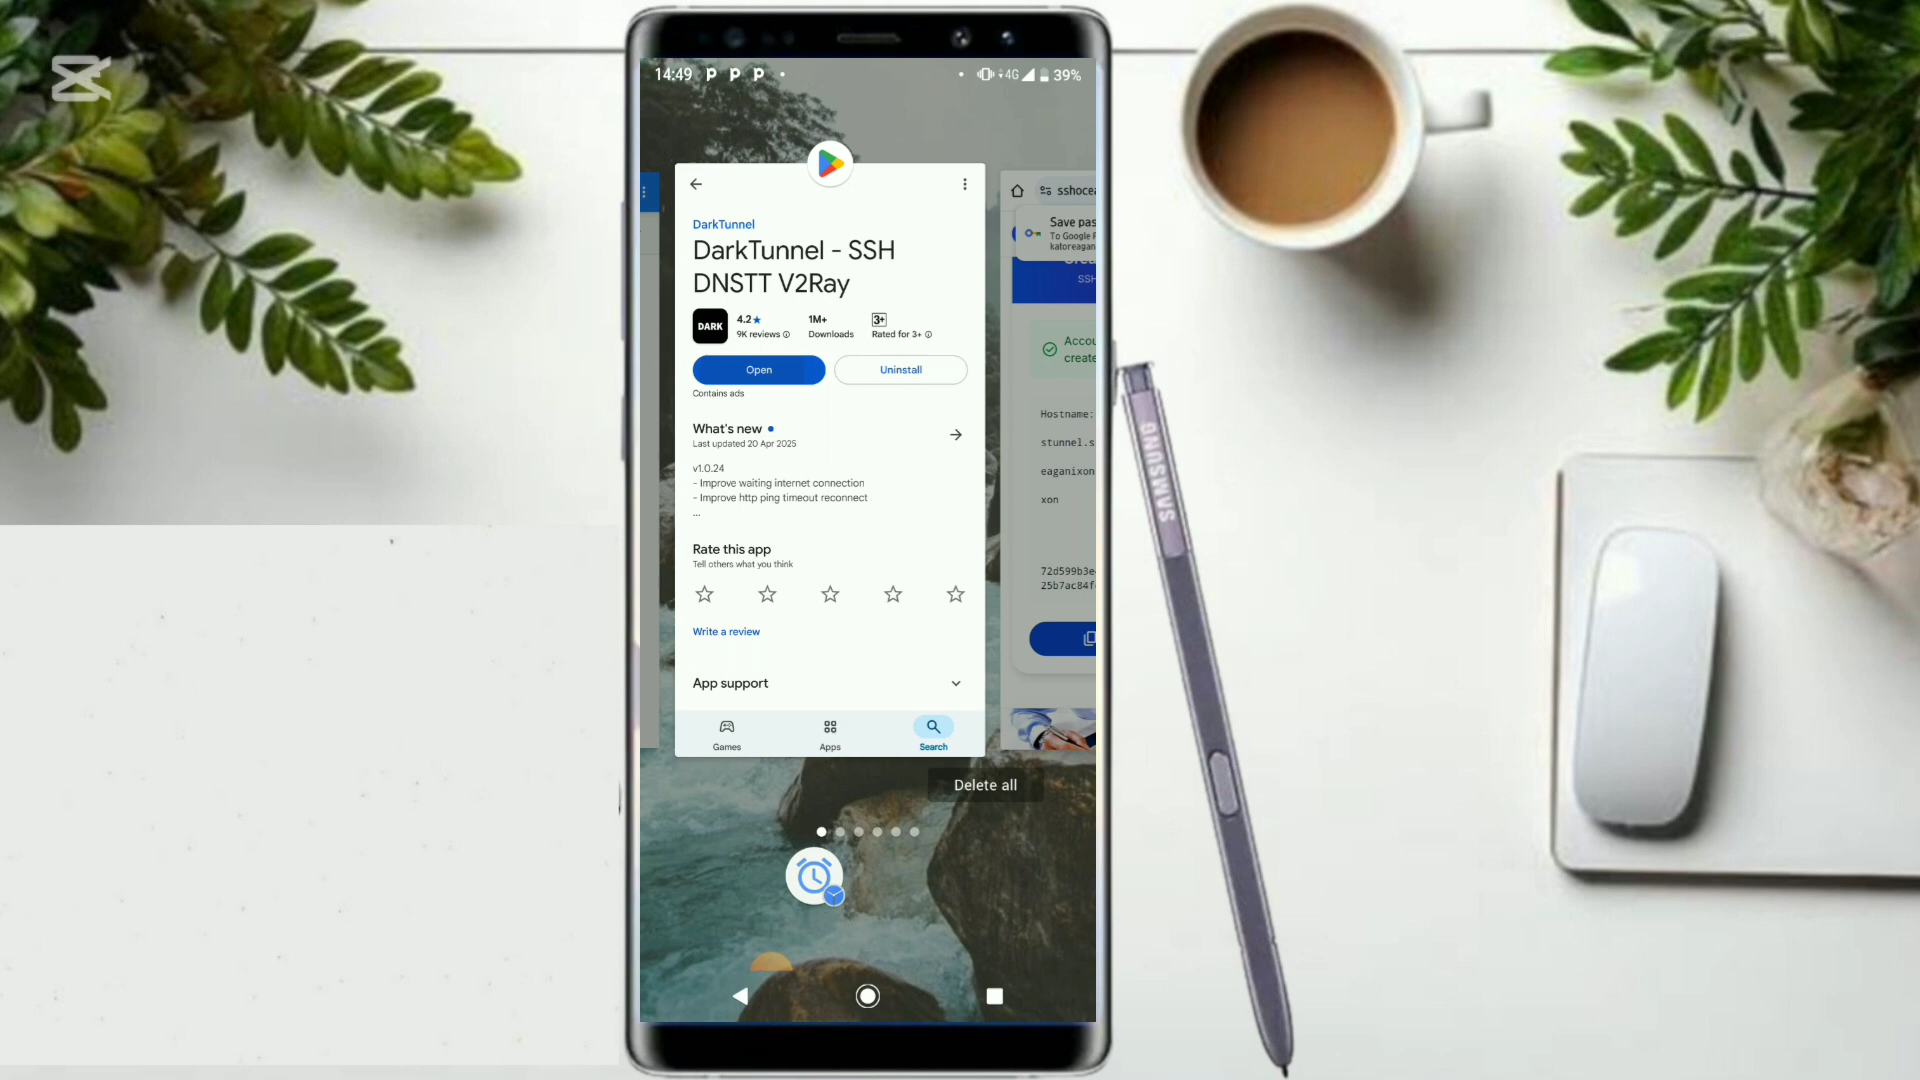 14:49
4G
39%
DarkTunnel
DarkTunnel - SSH
DNSTT V2Ray
DARK
4.2★
9K reviews
1M+
Downloads
3+
Rated for 3+
Open
Uninstall
Contains ads
What's new
Last updated 20 Apr 2025
v1.0.24
- Improve waiting internet connection
- Improve http ping timeout reconnect
...
Rate this app
Tell others what you think
Write a review
App support
Games
Apps
Search
sshocea
Save pas
To Google
katoreagan
SSH
Accou
create
Hostname:
stunnel.s
eaganixon
xon
72d599b3e
25b7ac84f
Delete all
SAMSUNG